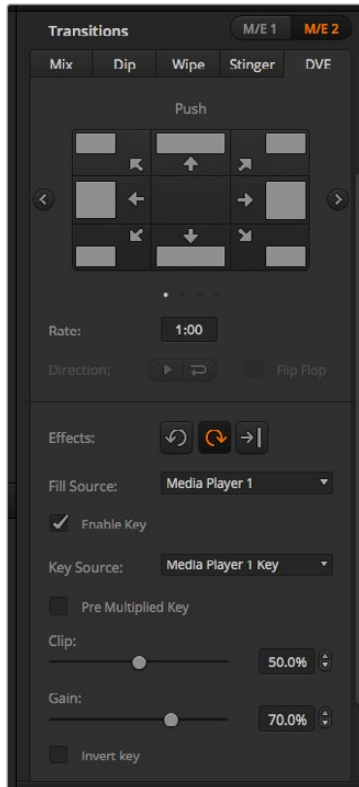 Transitions M/E 1 M/E 2
Mix Dip Wipe Stinger DVE
Push
Rate: 1:00
Direction: Flip Flop
Effects:
Fill Source: Media Player 1
Enable Key
Key Source: Media Player 1 Key
Pre Multiplied Key
Clip:
50.0%
Gain:
70.0%
Invert key